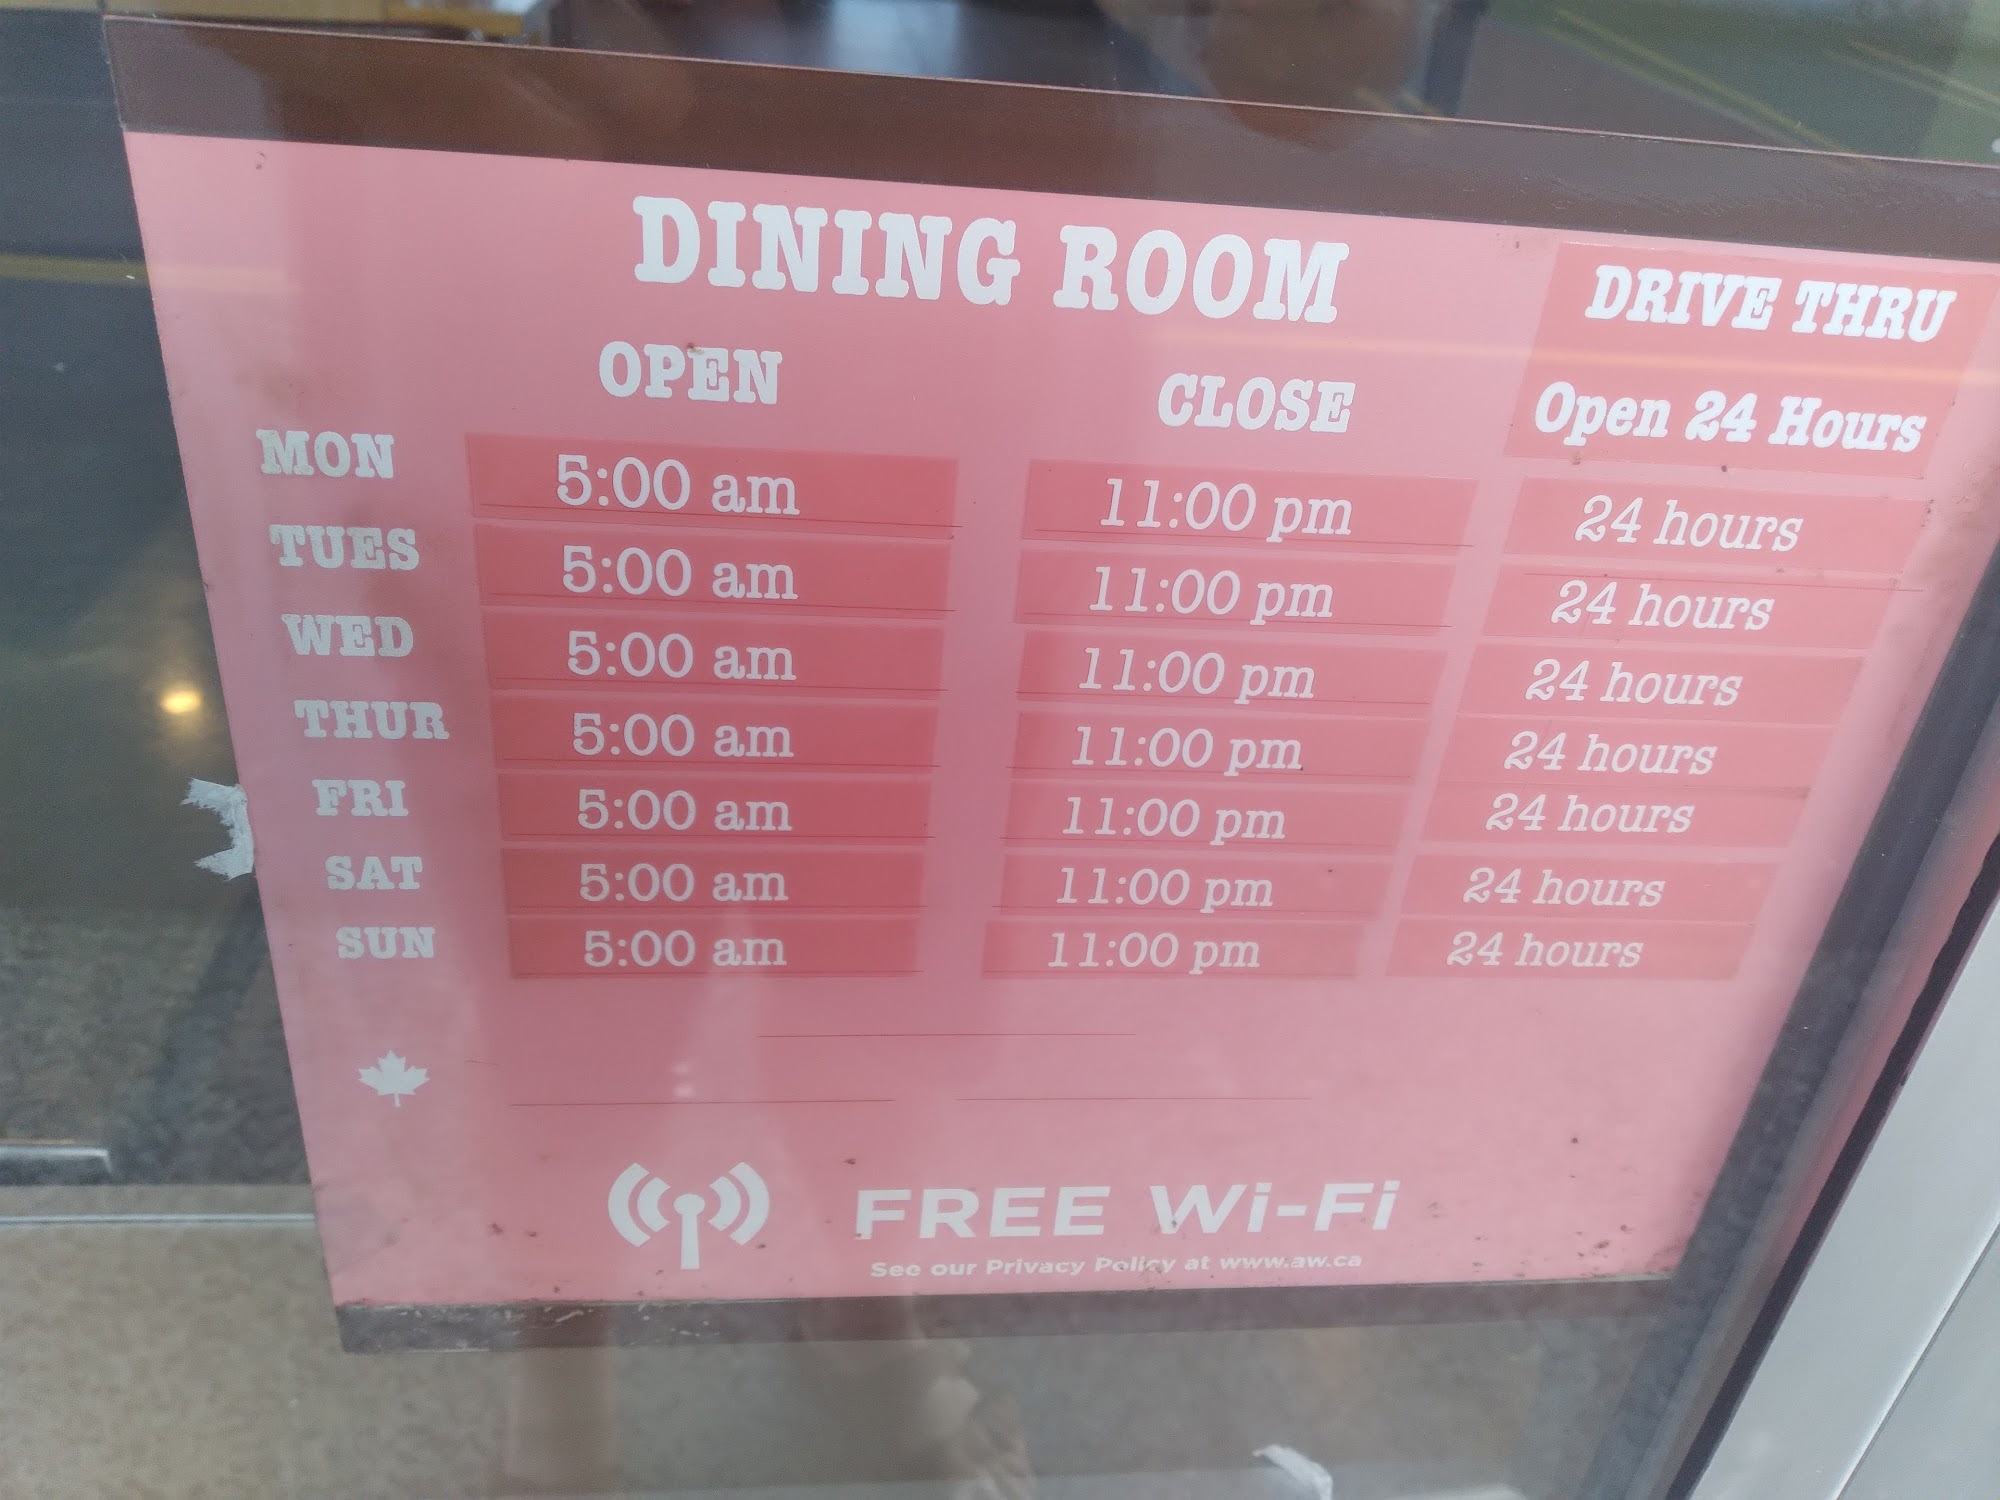 DINING ROOM
DRIVE THRU
OPEN CLOSE Open 24 Hours
MON 5:00 am 11:00 pm 24 hours
TUES 5:00 am 11:00 pm 24 hours
WED 5:00 am 11:00 pm 24 hours
THUR 5:00 am 11:00 pm 24 hours
FRI 5:00 am 11:00 pm 24 hours
SAT 5:00 am 11:00 pm 24 hours
SUN 5:00 am 11:00 pm 24 hours
FREE Wi-Fi
See our Privacy Policy at www.aw.ca